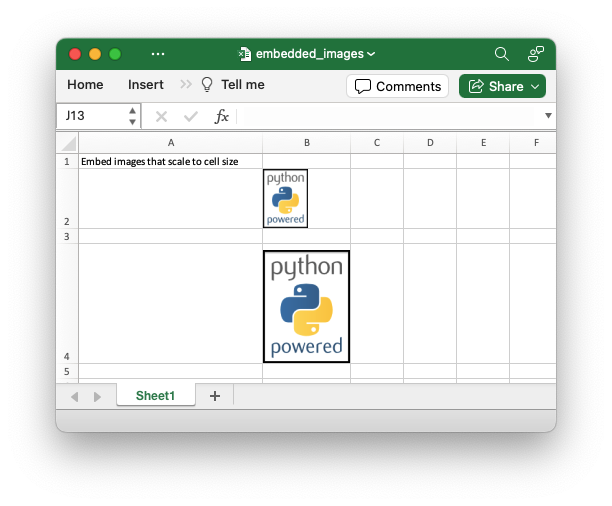 embedded_images
Home Insert Tell me Comments Share
J13 fx
A B C D E F
1 Embed images that scale to cell size
python
powered
2
3
python
powered
4
5
Sheet1 +